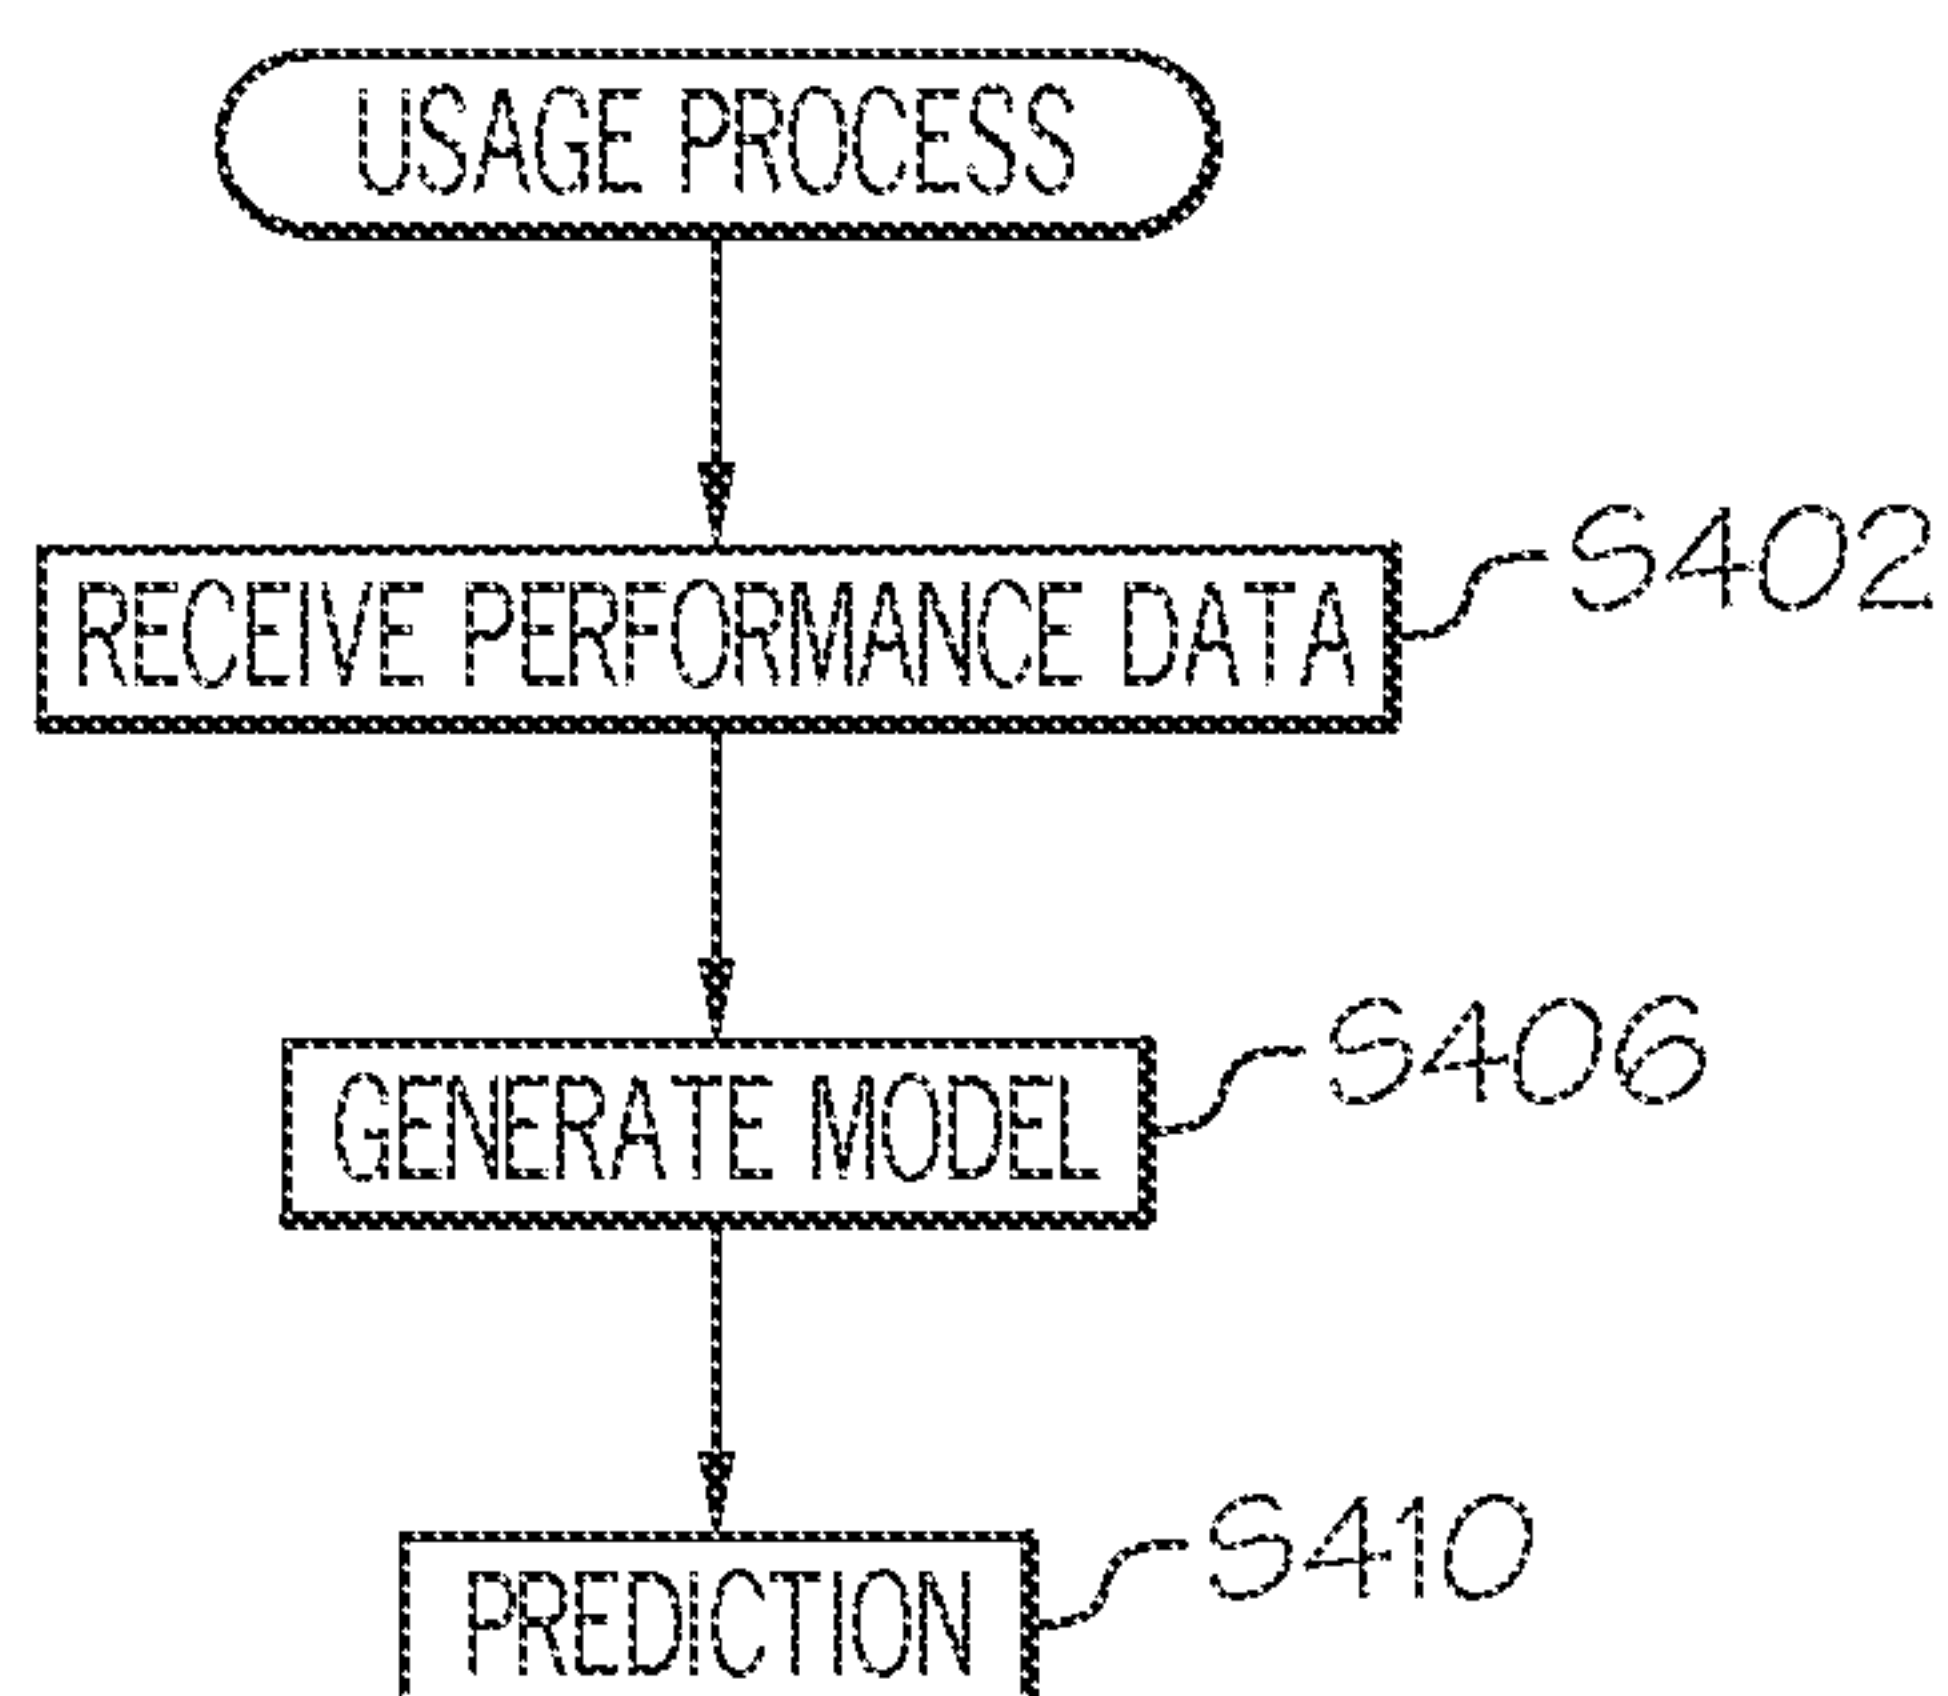 USAGE PROCESS
RECEIVE PERFORMANCE DATA
S402
GENERATE MODEL
S406
PREDICTION
S410